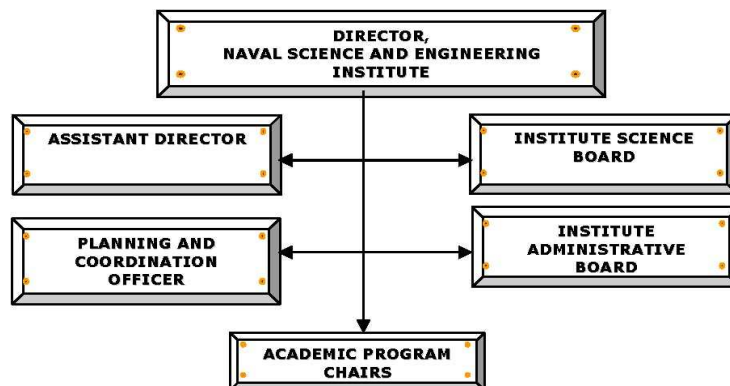 DIRECTOR,
NAVAL SCIENCE AND ENGINEERING
INSTITUTE
ASSISTANT DIRECTOR
INSTITUTE SCIENCE
BOARD
PLANNING AND
COORDINATION
OFFICER
INSTITUTE
ADMINISTRATIVE
BOARD
ACADEMIC PROGRAM
CHAIRS